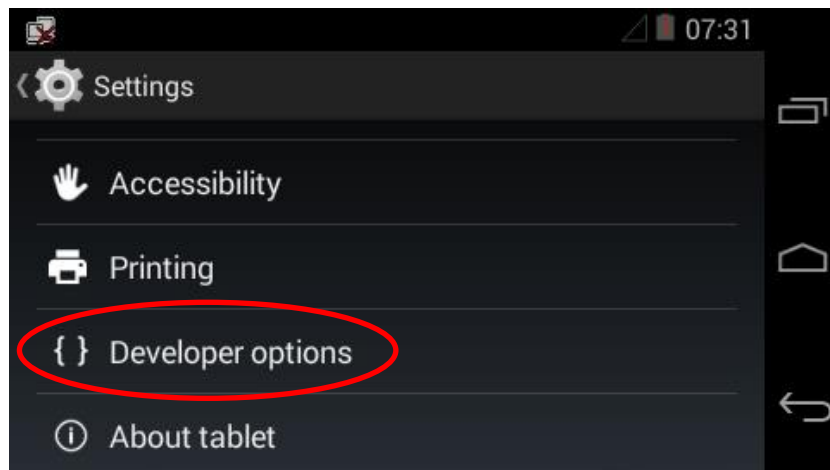 07:31
Settings
Accessibility
Printing
{ } Developer options
About tablet